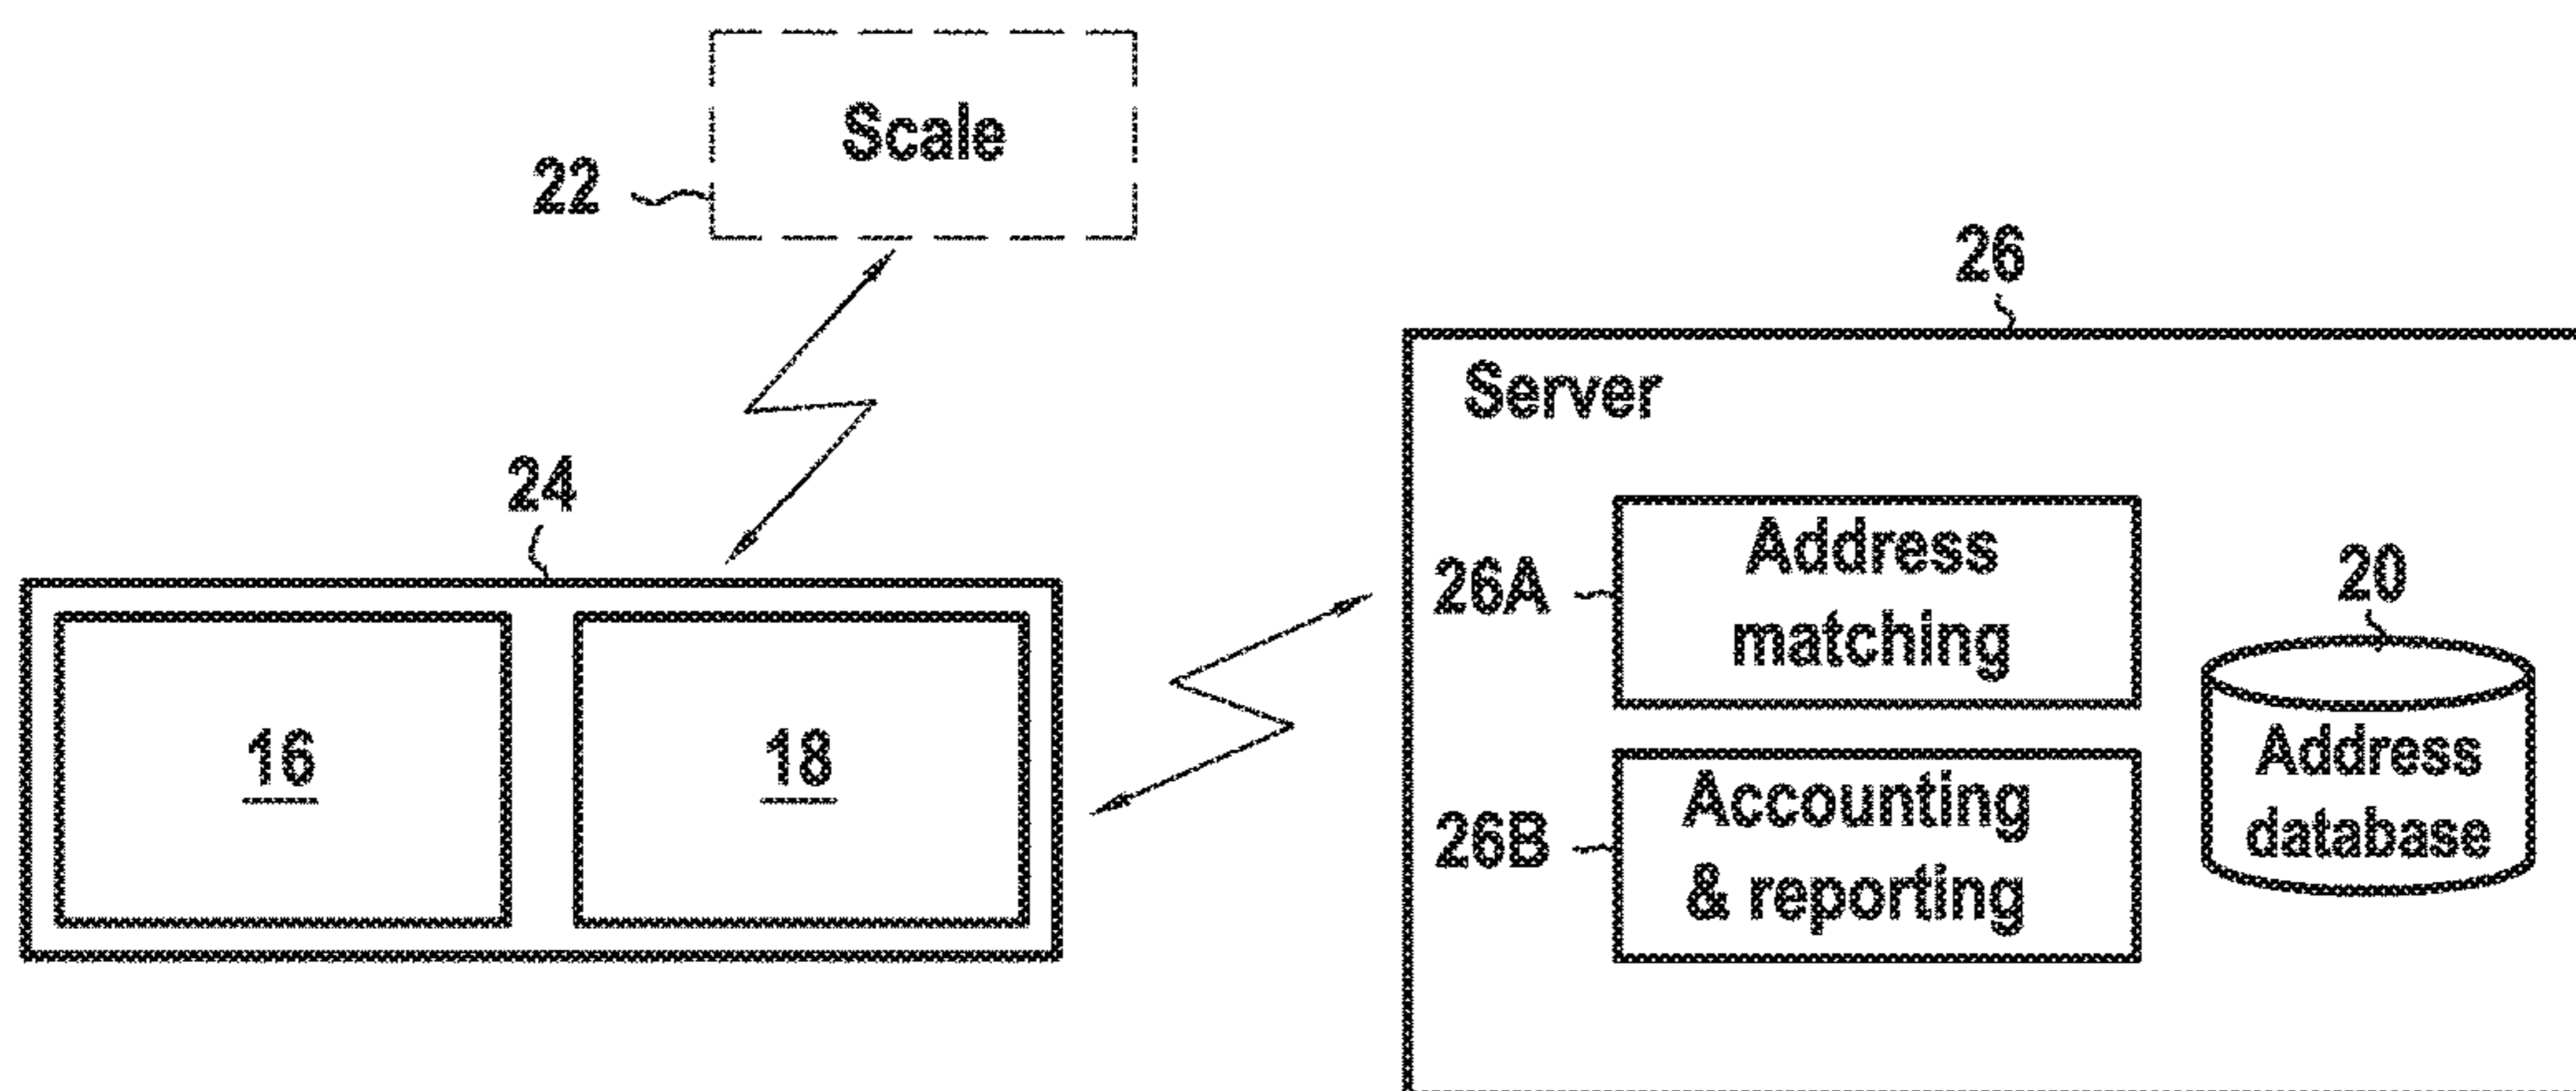 Scale
22
26
Server
24
Address
matching
26A
20
16
18
Address
database
Accounting
& reporting
26B